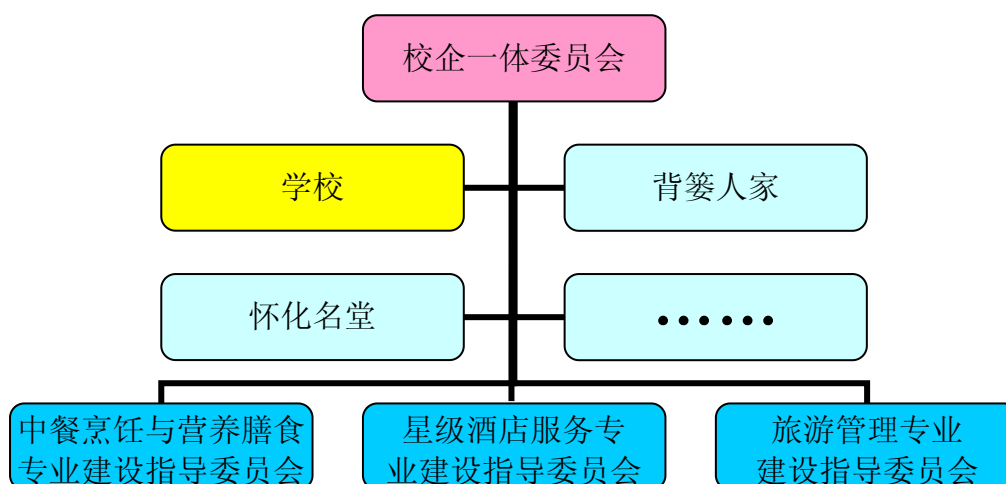 校企一体委员会
学校
背篓人家
怀化名堂
••••••
中餐烹饪与营养膳食
专业建设指导委员会
星级酒店服务专
业建设指导委员会
旅游管理专业
建设指导委员会